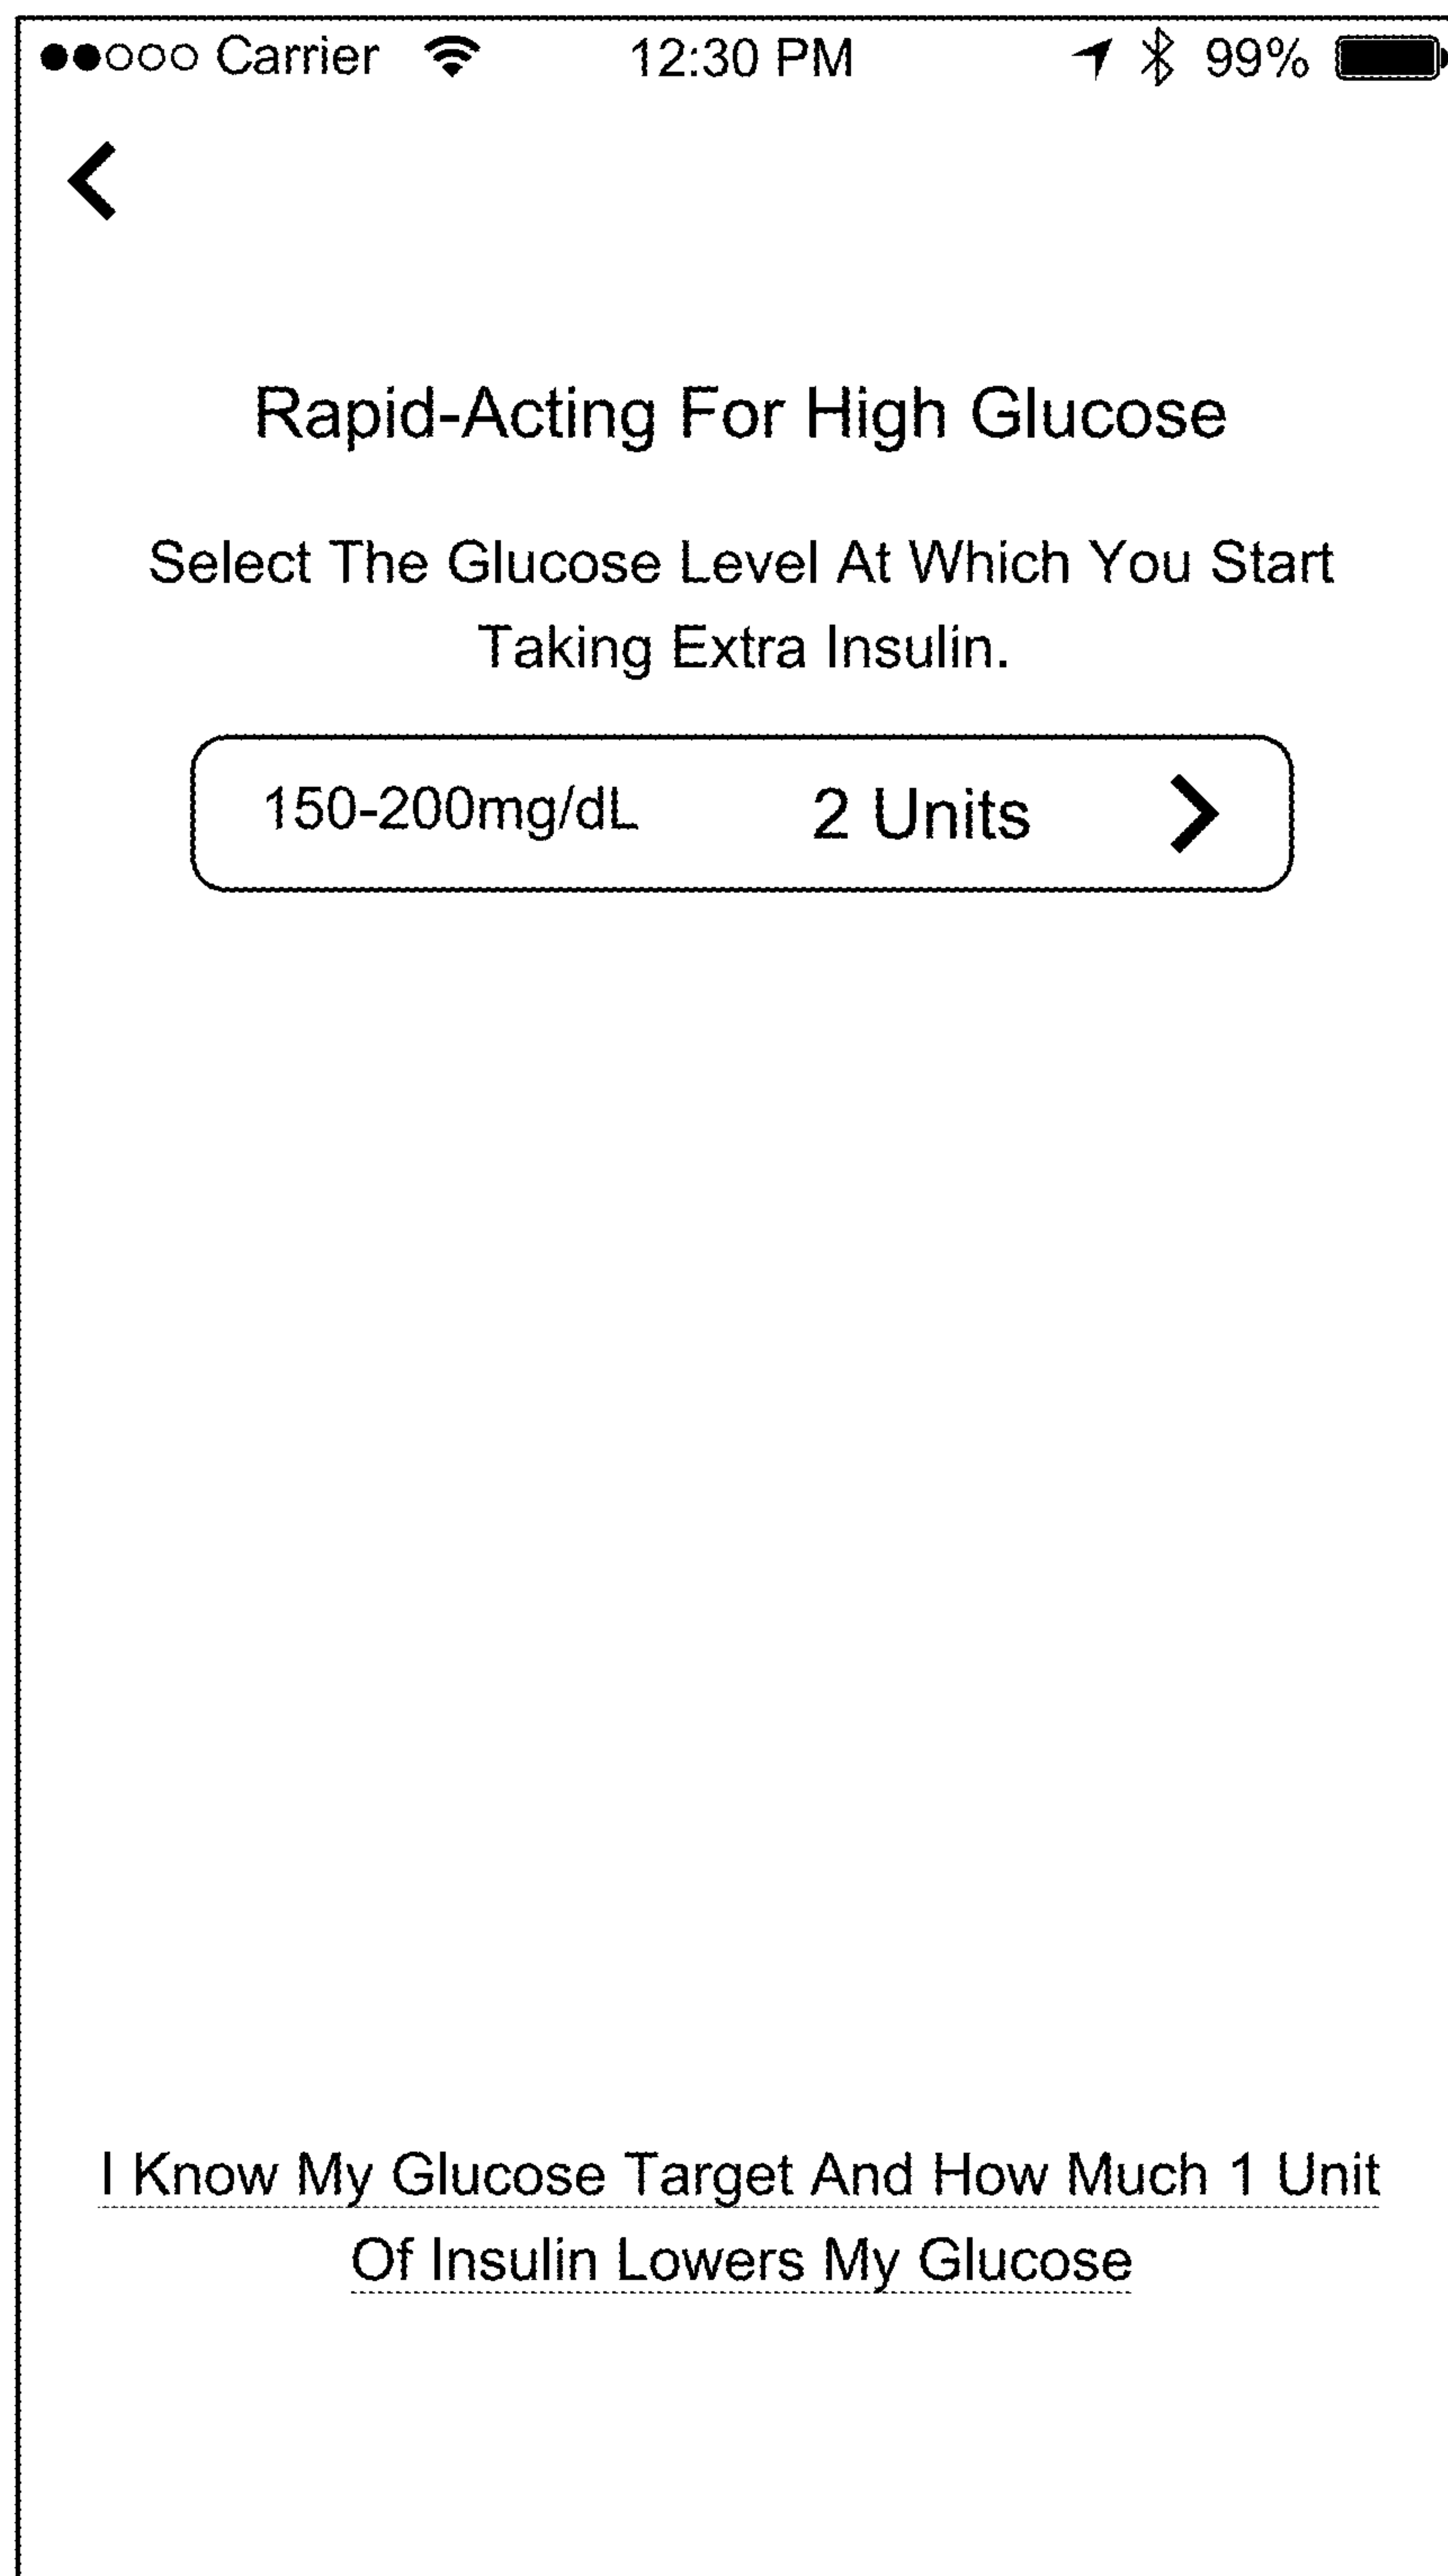 Carrier 12:30 PM 99%
Rapid-Acting For High Glucose
Select The Glucose Level At Which You Start
Taking Extra Insulin.
150-200mg/dL 2 Units
I Know My Glucose Target And How Much 1 Unit
Of Insulin Lowers My Glucose